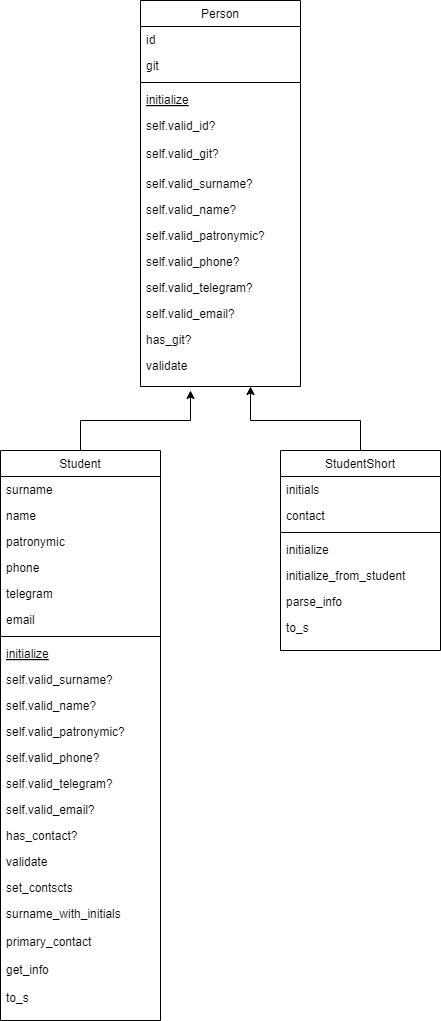 Person
id
git
initialize
self.valid_id?
self.valid_git?
self.valid_surname?
self.valid_name?
self.valid_patronymic?
self.valid_phone?
self.valid_telegram?
self.valid_email?
has_git?
validate
Student
surname
name
patronymic
phone
telegram
email
initialize
self.valid_surname?
self.valid_name?
self.valid_patronymic?
self.valid_phone?
self.valid_telegram?
self.valid_email?
has_contact?
validate
set_contscts
surname_with_initials
primary_contact
get_info
to_s
StudentShort
initials
contact
initialize
initialize_from_student
parse_info
to_s